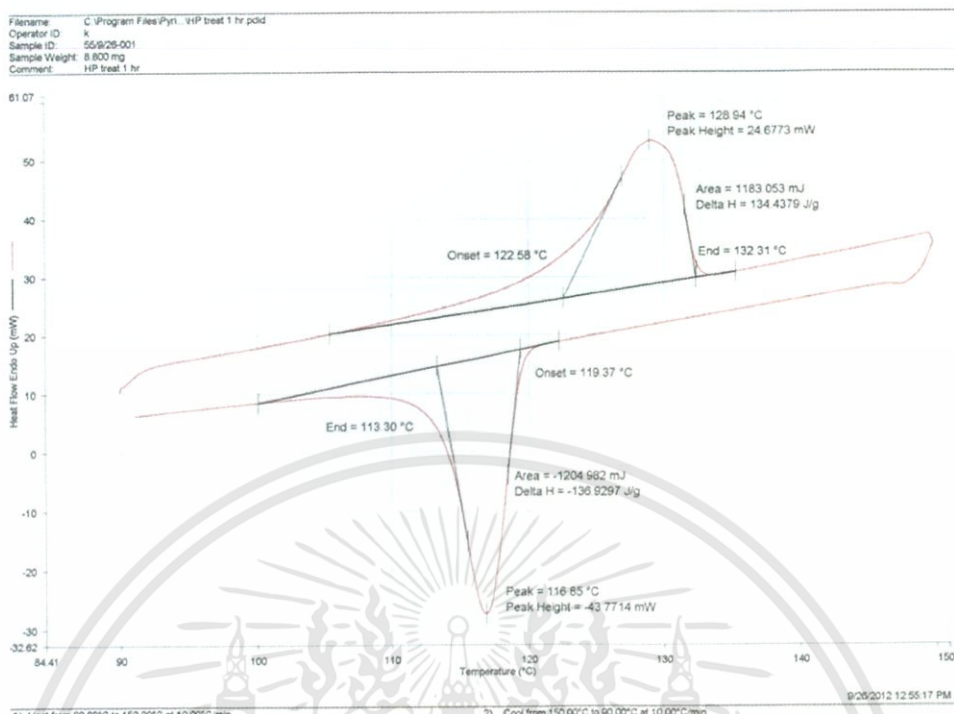 Filename: C:\Program Files\Pyri...\HP treat 1 hr.pdid
Operator ID: k
Sample ID: 55/9/26-001
Sample Weight: 8.800 mg
Comment: HP treat 1 hr
61.07
Peak = 128.94 °C
Peak Height = 24.6773 mW
50
Area = 1183.053 mJ
Delta H = 134.4379 J/g
40
Onset = 122.58 °C
End = 132.31 °C
30
Heat Flow Endo Up (mW)
20
Onset = 119.37 °C
10
End = 113.30 °C
0
Area = -1204.982 mJ
Delta H = -136.9297 J/g
-10
-20
Peak = 116.85 °C
Peak Height = -43.7714 mW
-30
-32.62
84.41 90 100 110 120 130 140 150
Temperature (°C)
9/26/2012 12:55:17 PM
2) Cool from 150.00°C to 90.00°C at 10.00°C/min